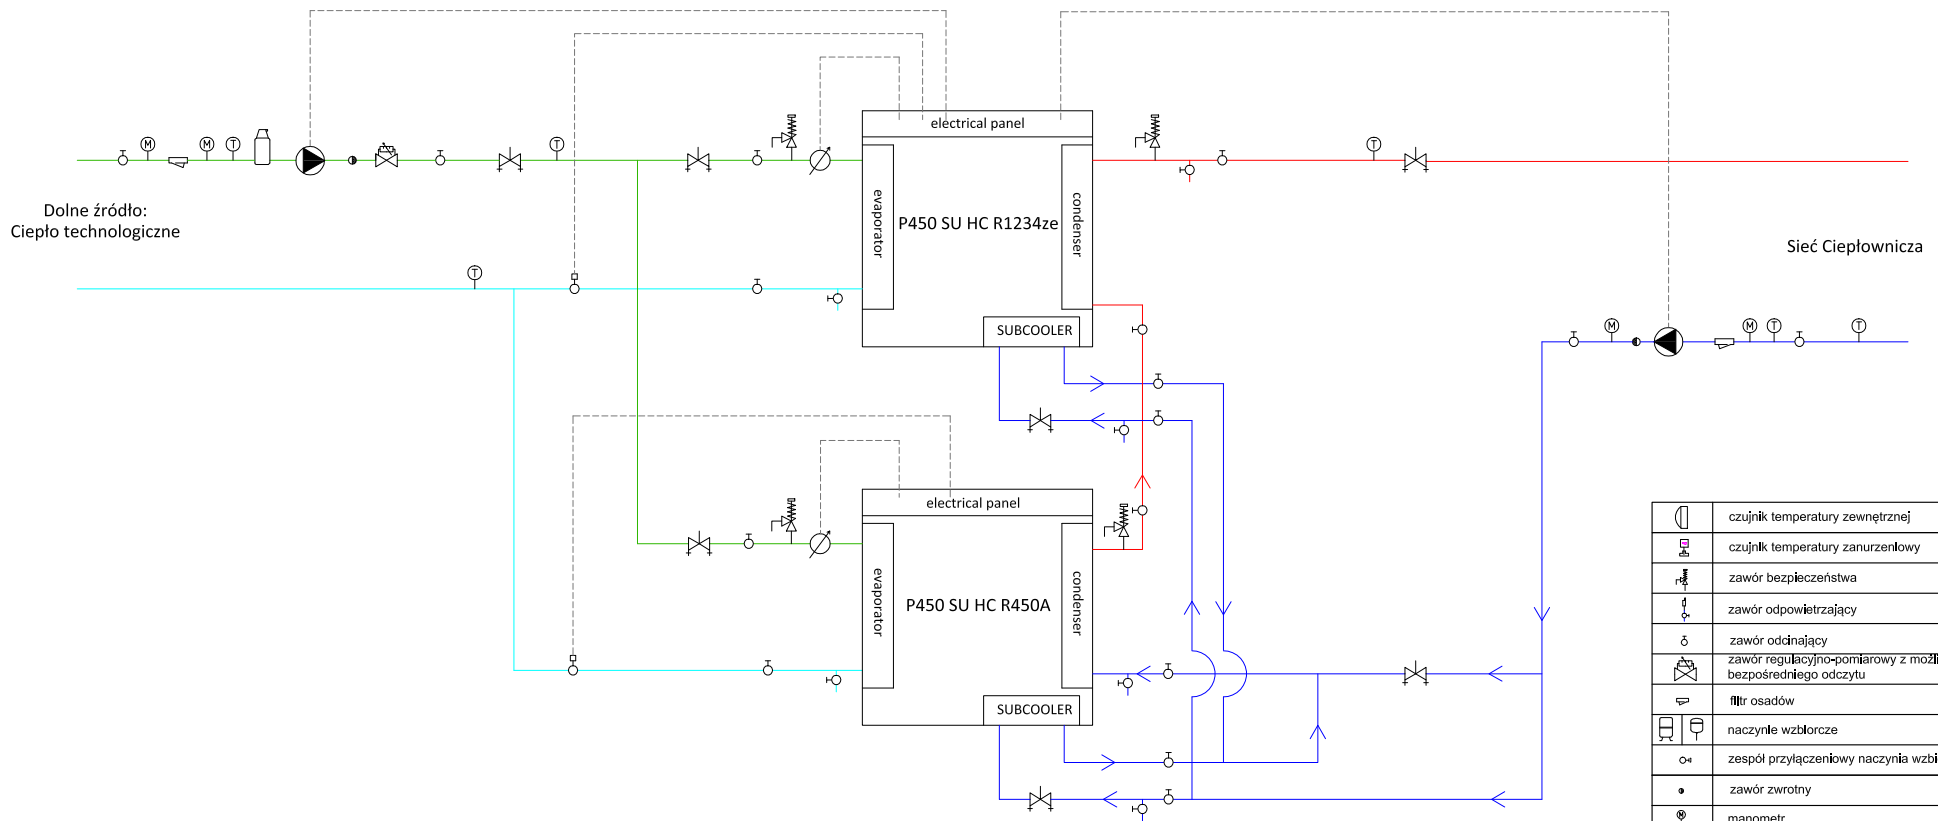 electrical panel
M
M
T
T
T
Dolne źródło:
Ciepło technologiczne
evaporator
P450 SU HC R1234ze
condenser
Sieć Ciepłownicza
T
SUBCOOLER
M
M
T
T
electrical panel
evaporator
P450 SU HC R450A
condenser
SUBCOOLER
czujnik temperatury zewnętrznej
czujnik temperatury zanurzeniowy
zawór bezpieczeństwa
zawór odpowietrzający
zawór odcinający
zawór regulacyjno-pomiarowy z możli
bezpośredniego odczytu
filtr osadów
naczynie wzbiorcze
zespół przyłączeniowy naczynia wzbi
zawór zwrotny
M
manometr